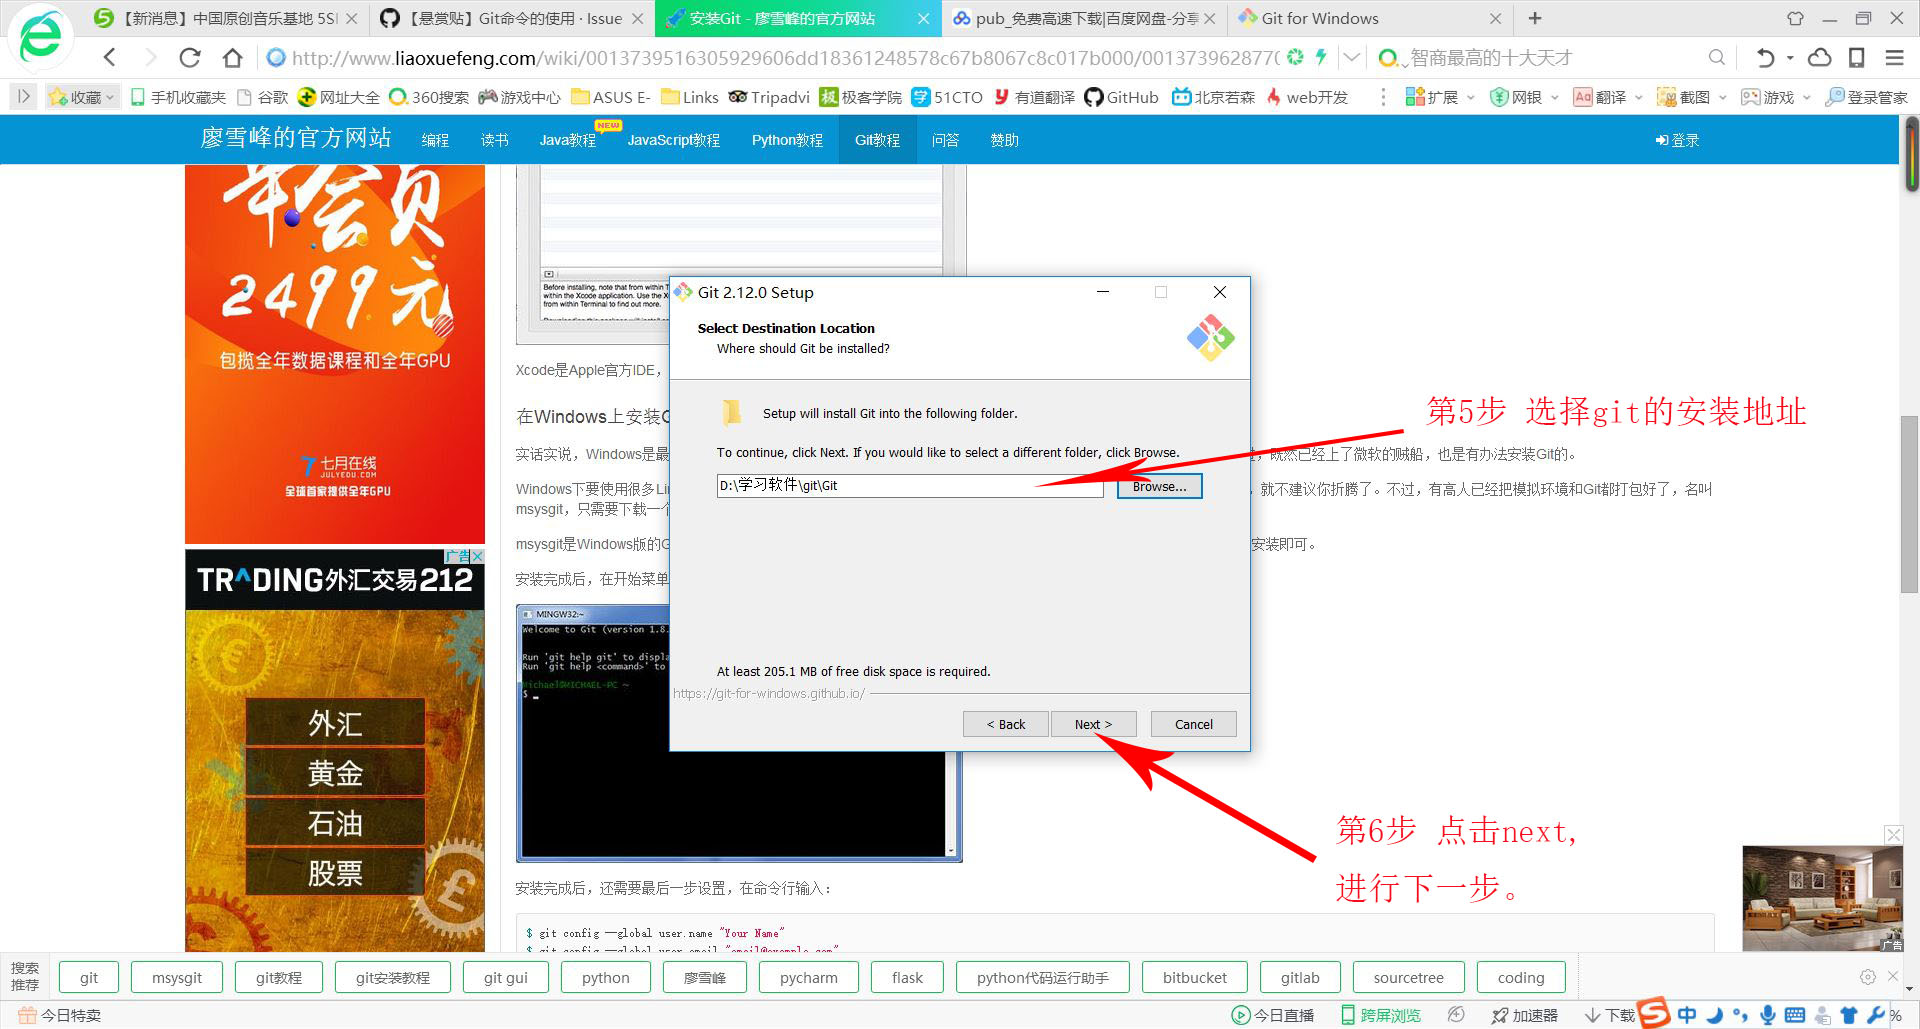 【新消息】中国原创音乐基地 5SI
【悬赏贴】Git命令的使用 · Issue
安装Git - 廖雪峰的官方网站
pub_免费高速下载|百度网盘-分享
Git for Windows
http://www.liaoxuefeng.com/wiki/0013739516305929606dd18361248578c67b8067c8c017b000/001373962877
智商最高的十大天才
收藏 手机收藏夹 谷歌 网址大全 360搜索 游戏中心 ASUS E- Links Tripadvi 极客学院 51CTO 有道翻译 GitHub 北京若森 web开发 扩展 网银 翻译 截图 游戏 登录管家
廖雪峰的官方网站 编程 读书 Java教程 NEW JavaScript教程 Python教程 Git教程 问答 赞助 登录
年会员
2499元
包揽全年数据课程和全年GPU
七月在线
JULYEDU.COM
全球首家提供全年GPU
Before installing, note that from within T
within the Xcode application. Use the X
from within Terminal to find out more.
Xcode是Apple官方IDE，
在Windows上安装G
实话实说，Windows是最
，既然已经上了微软的贼船，也是有办法安装Git的。
Windows下要使用很多Lin
，就不建议你折腾了。不过，有高人已经把模拟环境和Git都打包好了，名叫
msysgit，只需要下载一个
msysgit是Windows版的G
安装即可。
安装完成后，在开始菜单
Git 2.12.0 Setup
Select Destination Location
Where should Git be installed?
Setup will install Git into the following folder.
To continue, click Next. If you would like to select a different folder, click Browse.
D:\学习软件\git\Git
Browse...
At least 205.1 MB of free disk space is required.
https://git-for-windows.github.io/
< Back Next > Cancel
第5步 选择git的安装地址
第6步 点击next,
进行下一步。
广告
TRADING外汇交易212
外汇
黄金
石油
股票
MINGW32:~
Welcome to Git (version 1.8.
Run 'git help git' to displa
Run 'git help <command>' to
Michael@MICHAEL-PC ~
$
安装完成后，还需要最后一步设置，在命令行输入：
$ git config --global user.name "Your Name"
$ git config --global user.email "email@example.com"
广告
搜索
推荐
git msysgit git教程 git安装教程 git gui python 廖雪峰 pycharm flask python代码运行助手 bitbucket gitlab sourcetree coding
今日特卖 今日直播 跨屏浏览 加速器 下载 中 %